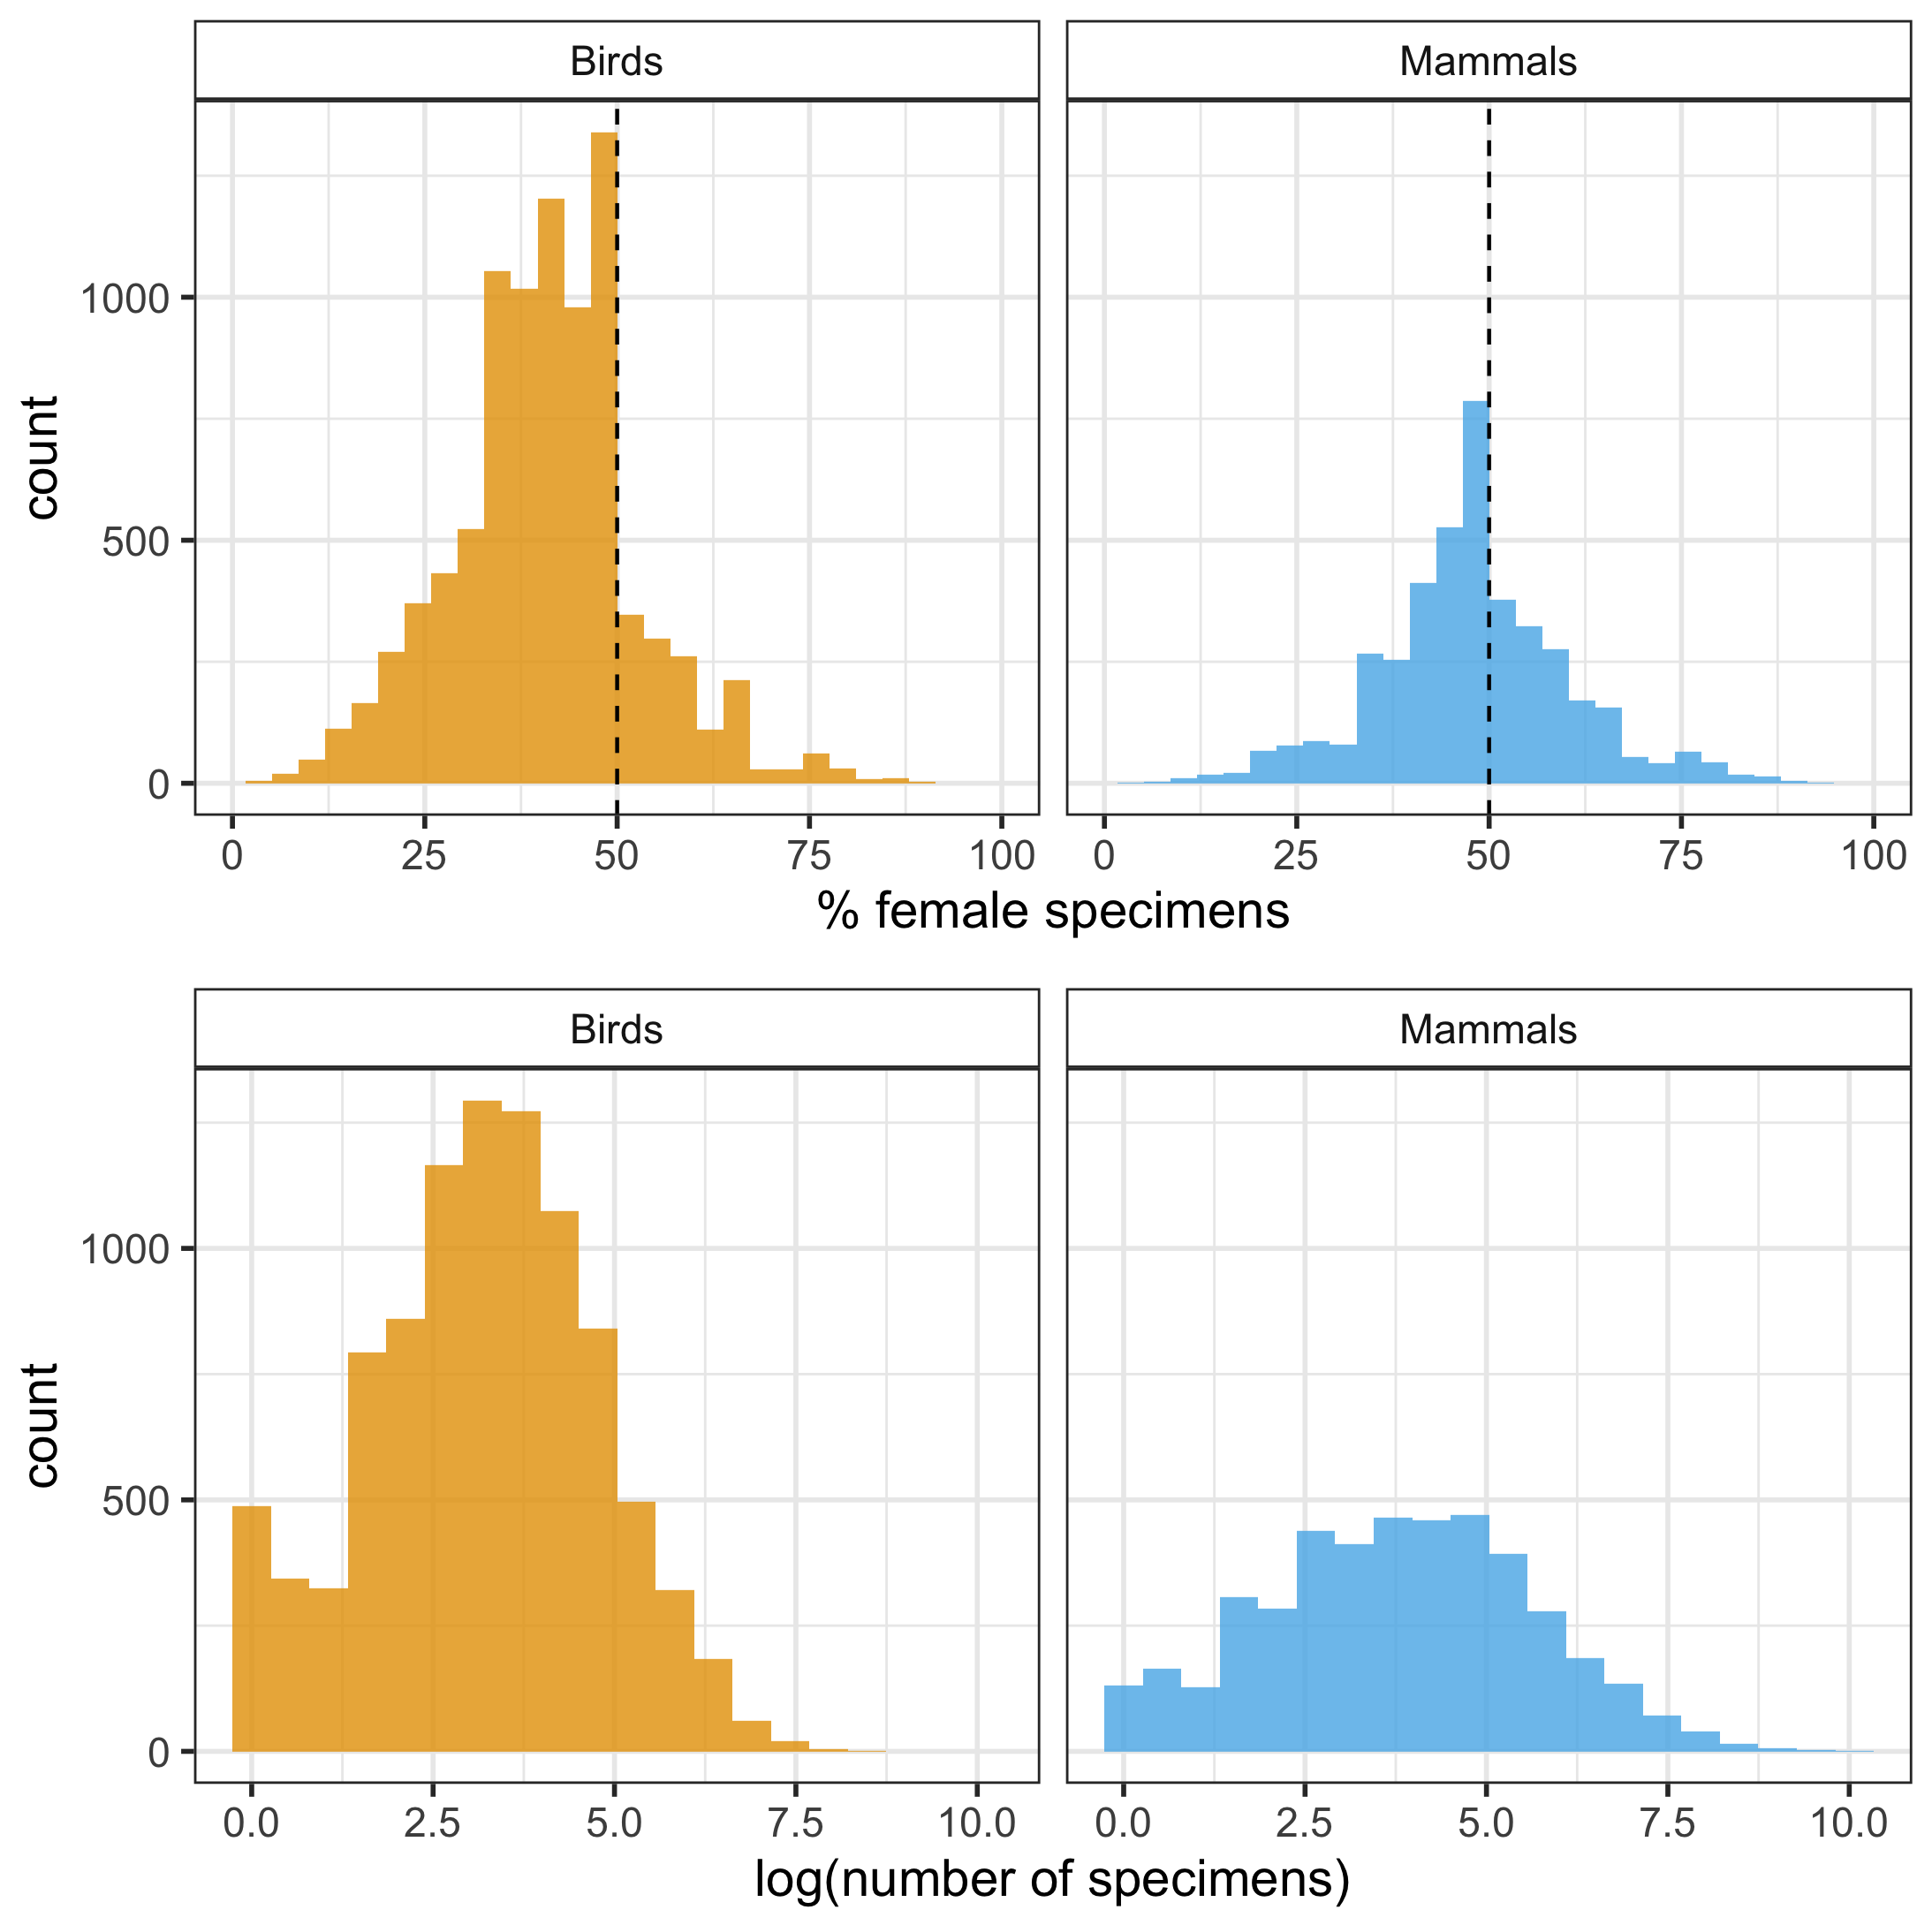 Birds Mammals
count
1000
500
0
0 25 50 75 100 0 25 50 75 100
% female specimens
Birds Mammals
count
1000
500
0
0.0 2.5 5.0 7.5 10.0 0.0 2.5 5.0 7.5 10.0
log(number of specimens)